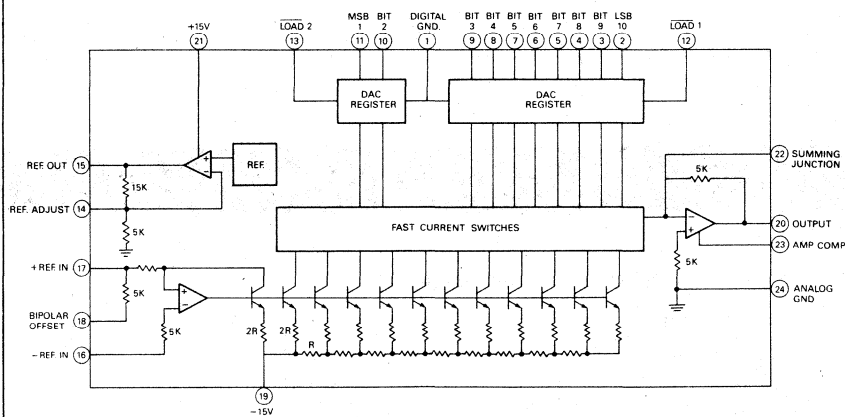 +15V
21
LOAD 2
13
MSB BIT
1 2
11 10
DIGITAL
GND.
1
BIT BIT BIT BIT BIT BIT BIT LSB
3 4 5 6 7 8 9 10
9 8 7 6 5 4 3 2
LOAD 1
12
DAC
REGISTER
DAC
REGISTER
REF. OUT 15
REF.
15K
REF. ADJUST 14
5K
FAST CURRENT SWITCHES
22 SUMMING
JUNCTION
5K
20 OUTPUT
23 AMP COMP
5K
24 ANALOG
GND
+ REF. IN 17
5K
BIPOLAR
OFFSET 18
5K
2R 2R
R
− REF. IN 16
19
−15V